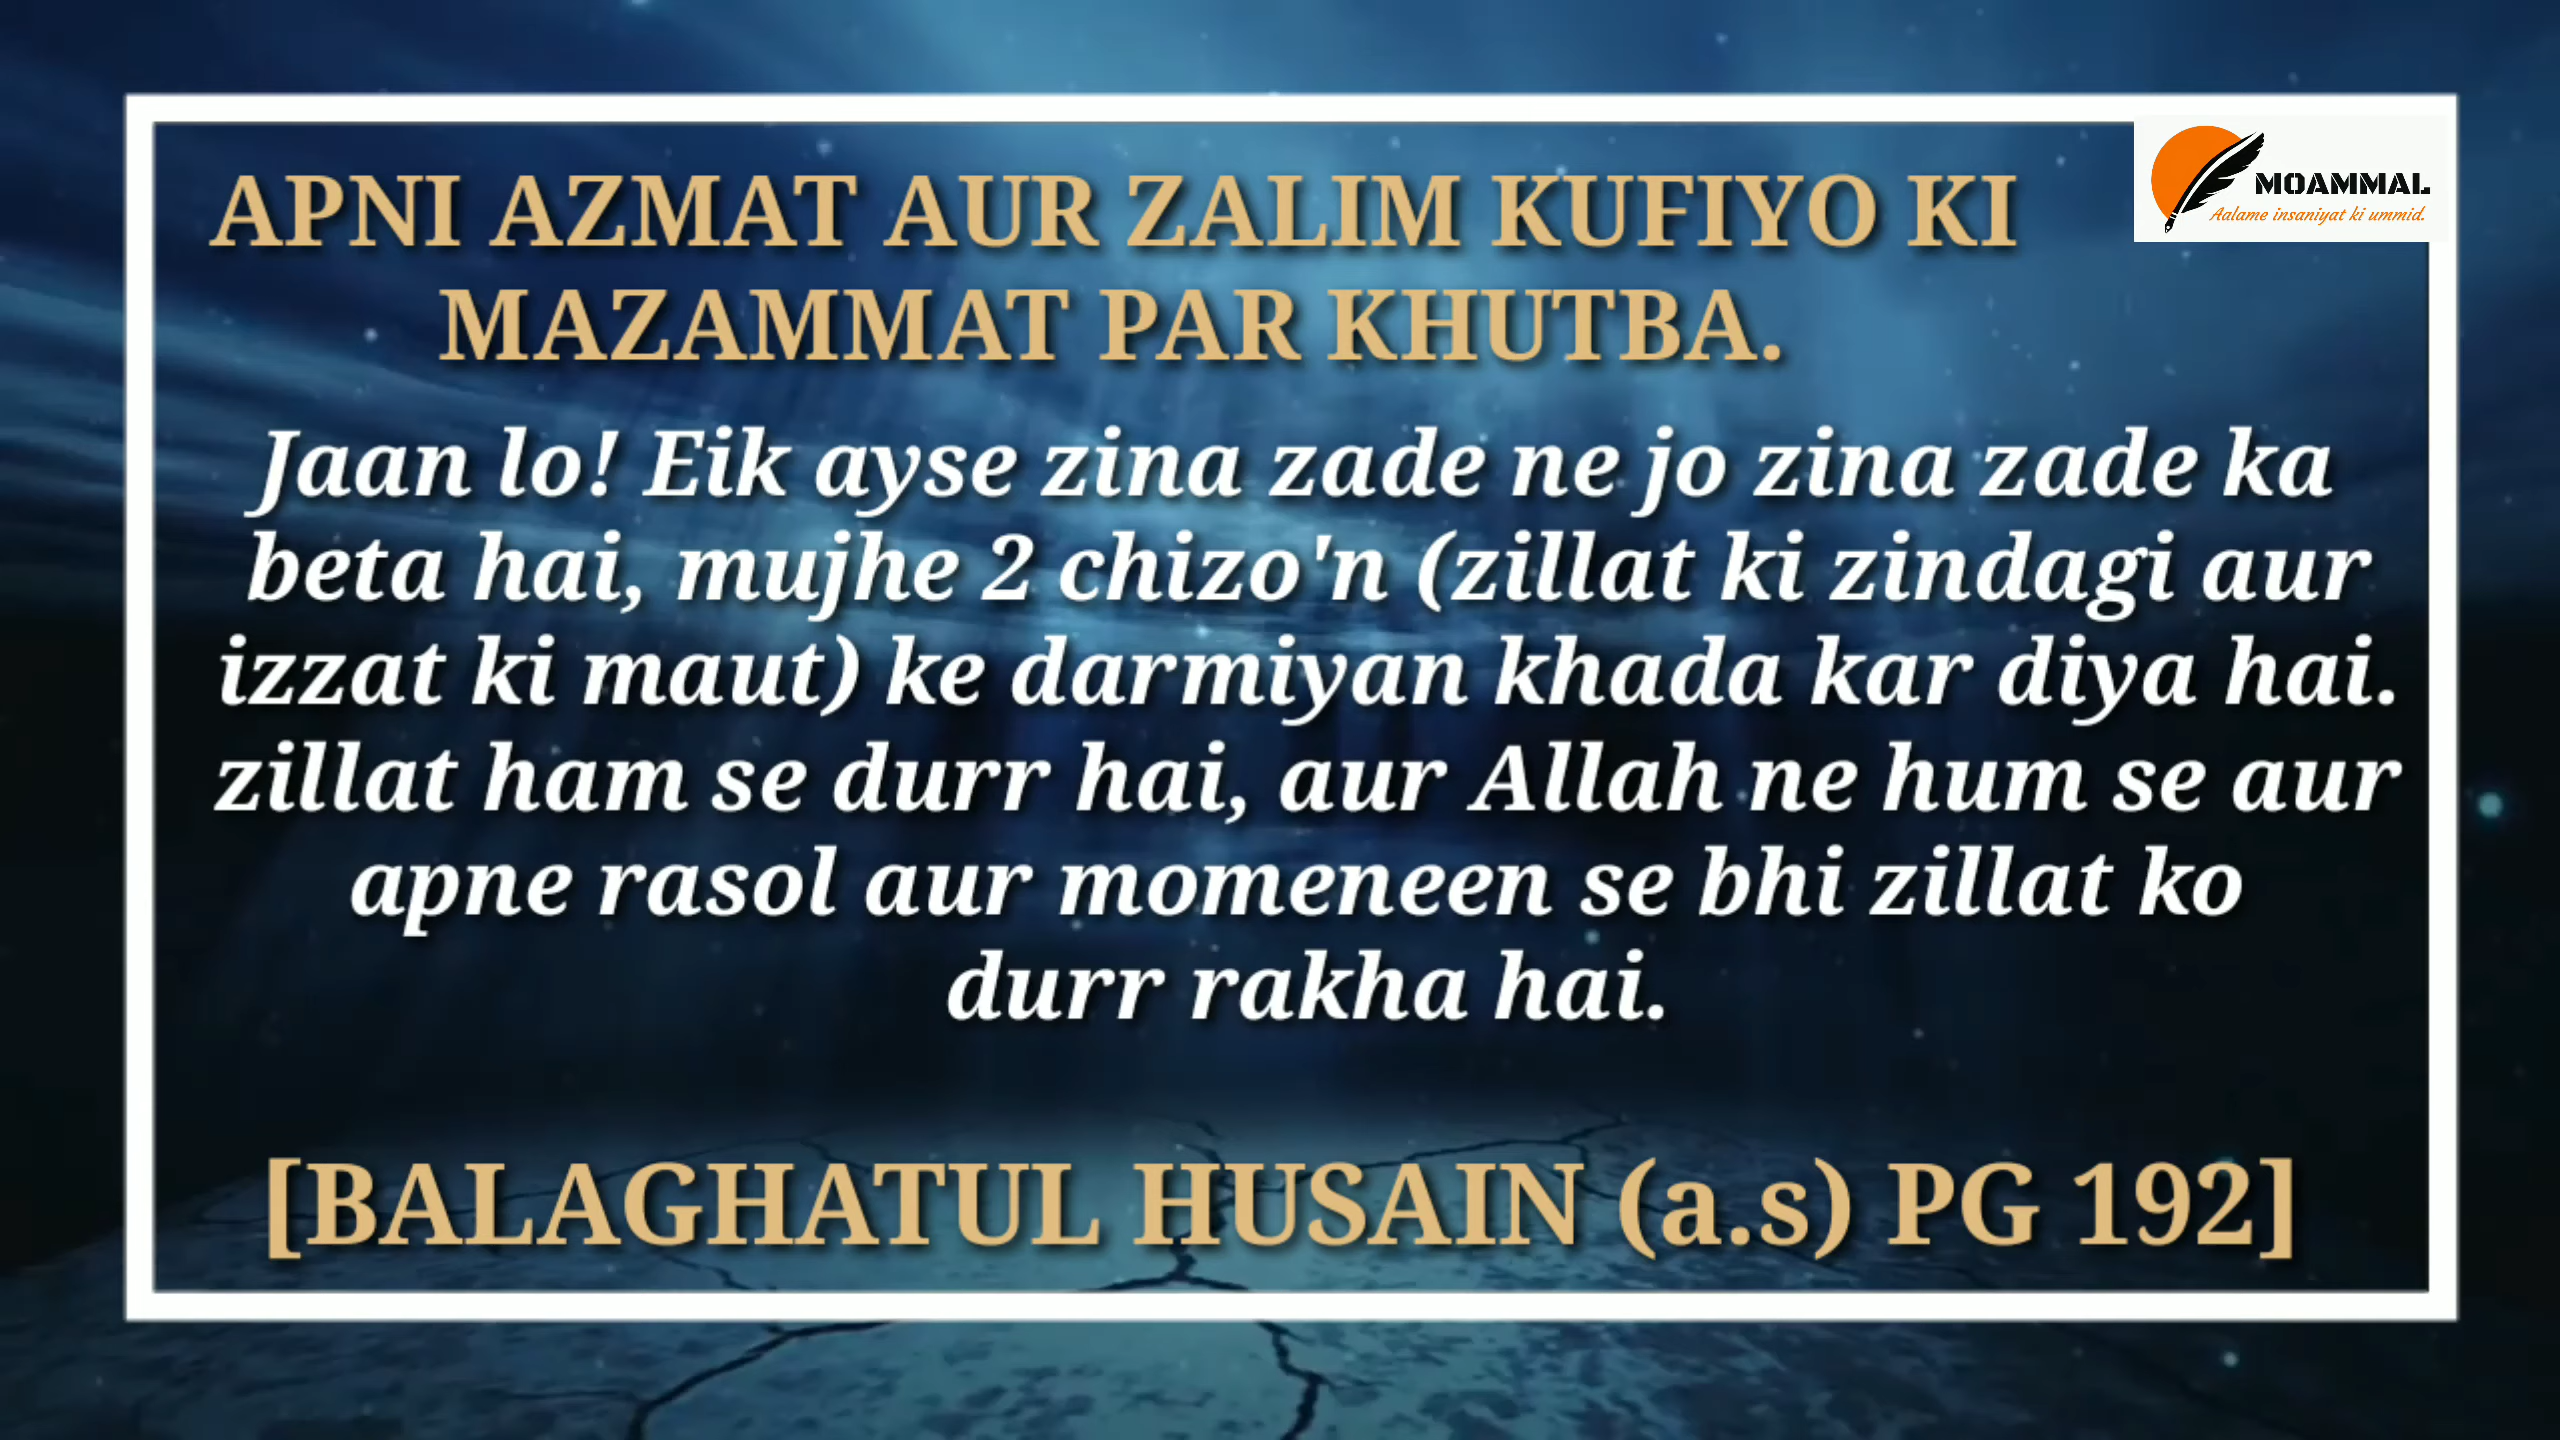 MOAMMAL
Aalame insaniyat ki ummid.
APNI AZMAT AUR ZALIM KUFIYO KI
MAZAMMAT PAR KHUTBA.
Jaan lo! Eik ayse zina zade ne jo zina zade ka
beta hai, mujhe 2 chizo'n (zillat ki zindagi aur
izzat ki maut) ke darmiyan khada kar diya hai.
zillat ham se durr hai, aur Allah ne hum se aur
apne rasol aur momeneen se bhi zillat ko
durr rakha hai.
[BALAGHATUL HUSAIN (a.s) PG 192]